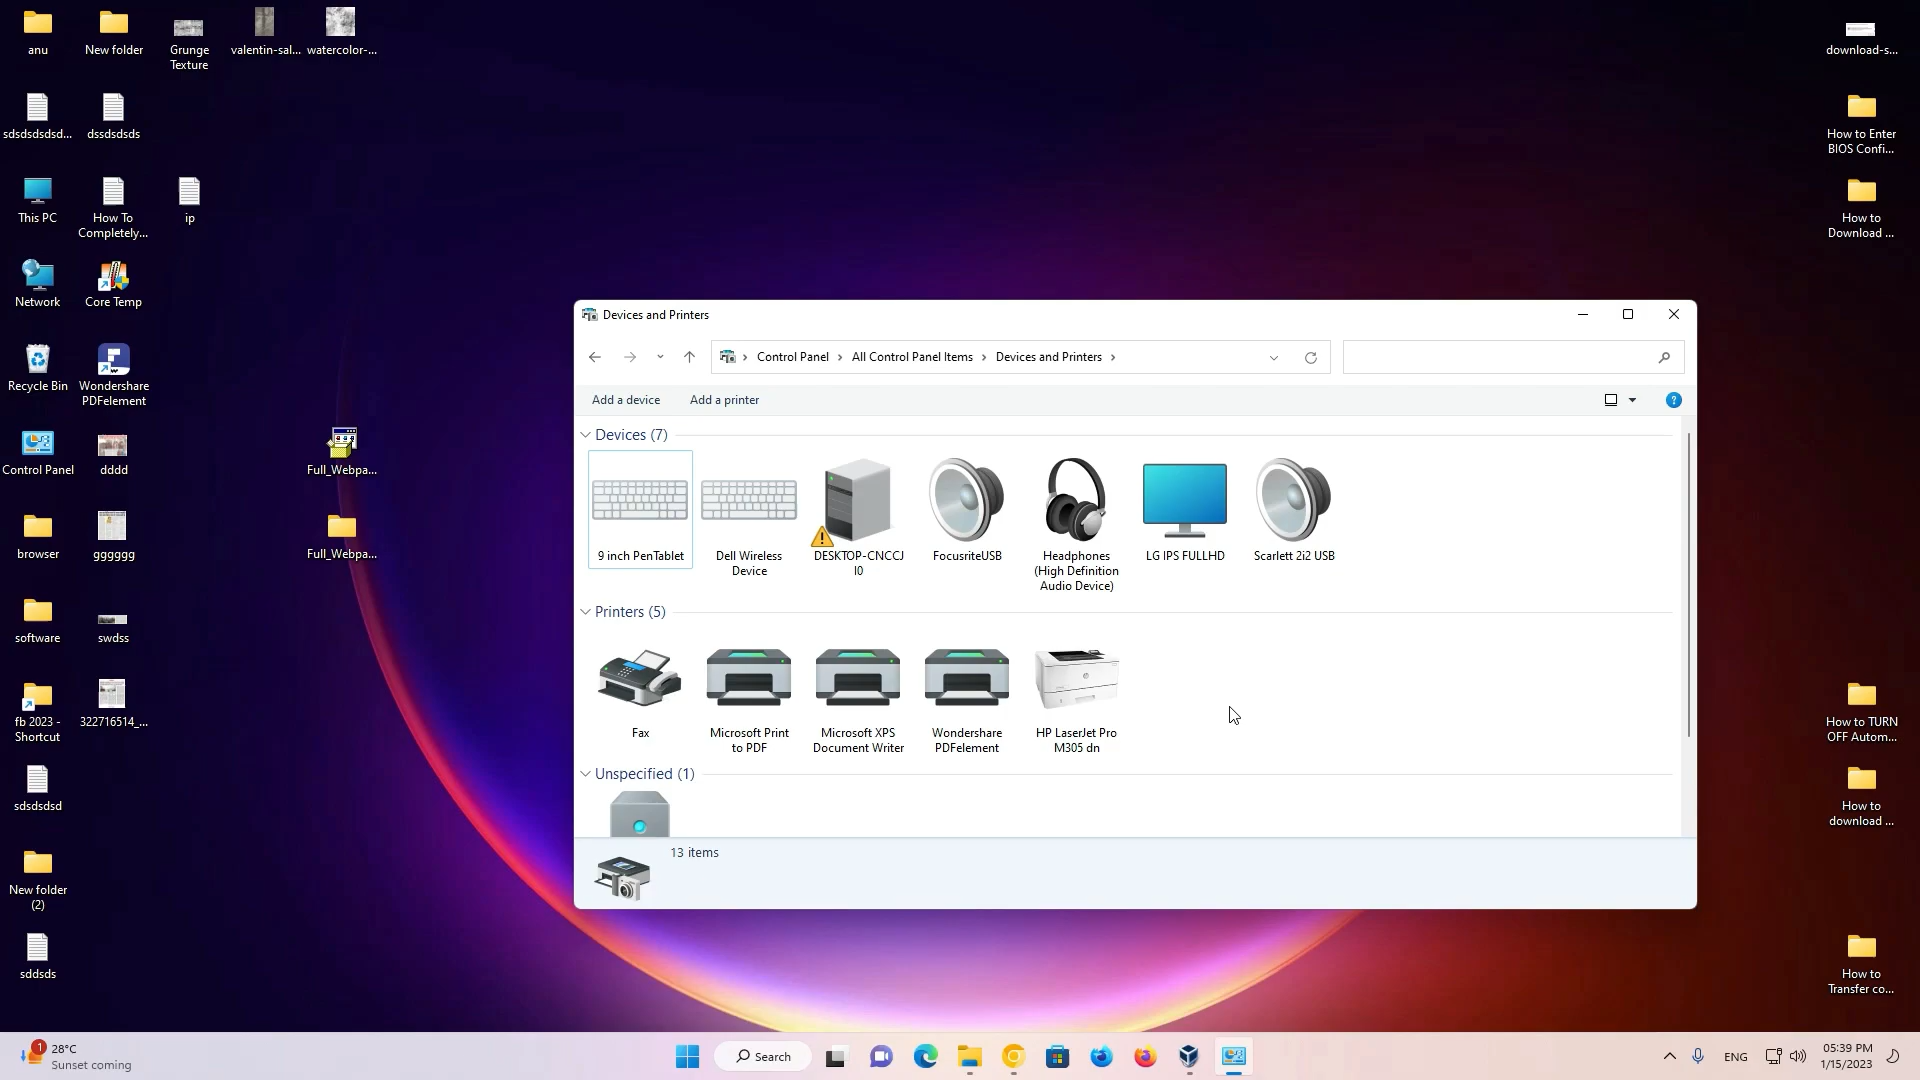 anu
New folder
Grunge
Texture
valentin-sal...
watercolor-...
download-s...
sdsdsdsdsd...
dssdsdsds
How to Enter
BIOS Confi...
This PC
How To
Completely...
ip
How to
Download ...
Network
Core Temp
Recycle Bin
Wondershare
PDFelement
Control Panel
dddd
Full_Webpa...
browser
gggggg
Full_Webpa...
software
swdss
fb 2023 -
Shortcut
322716514_...
How to TURN
OFF Autom...
sdsdsdsd
How to
download ...
New folder
(2)
sddsds
How to
Transfer co...
Devices and Printers
Control Panel > All Control Panel Items > Devices and Printers >
Add a device Add a printer
Devices (7)
9 inch PenTablet
Dell Wireless
Device
DESKTOP-CNCCJ
I0
FocusriteUSB
Headphones
(High Definition
Audio Device)
LG IPS FULLHD
Scarlett 2i2 USB
Printers (5)
Fax
Microsoft Print
to PDF
Microsoft XPS
Document Writer
Wondershare
PDFelement
HP LaserJet Pro
M305 dn
Unspecified (1)
13 items
1
28°C
Sunset coming
Search
ENG
05:39 PM
1/15/2023